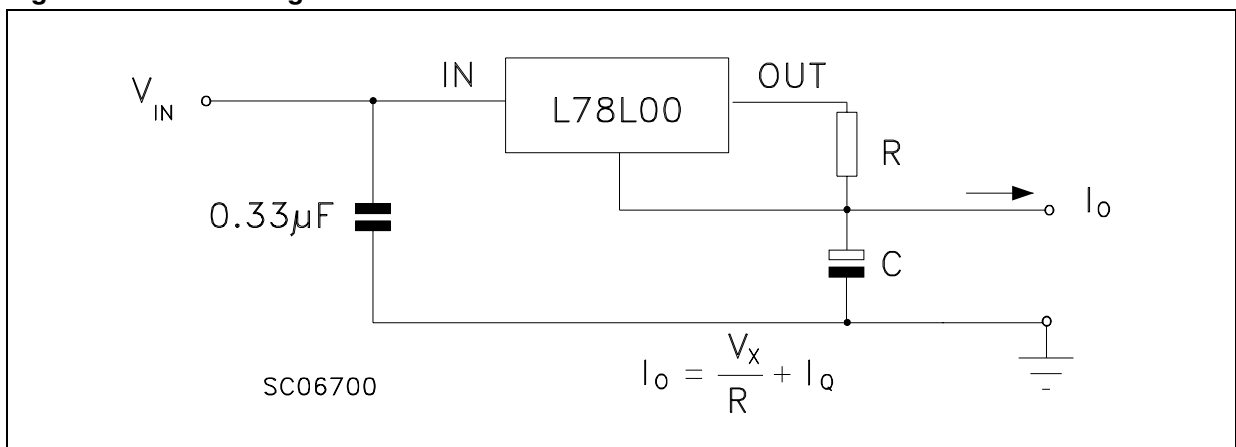 V_IN
IN
L78L00
OUT
R
0.33µF
I_O
C
I_O = V_X/R + I_Q
SC06700